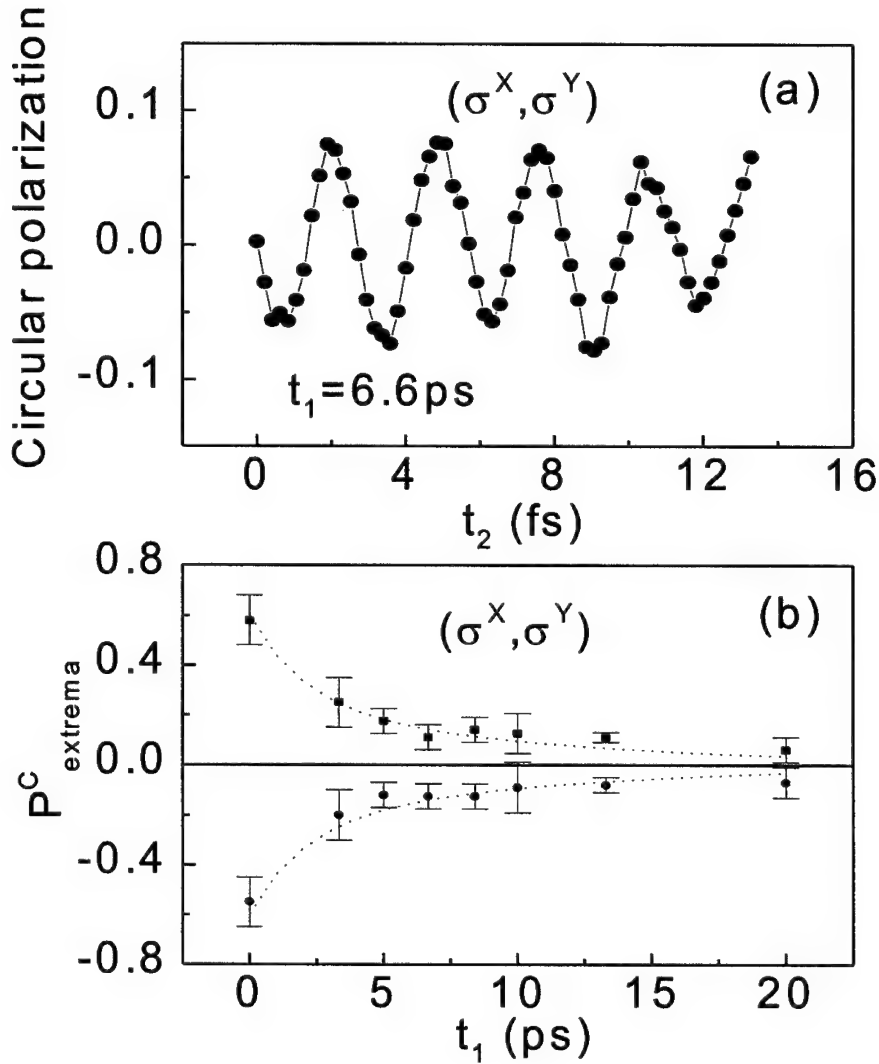 Circular polarization
0.1
0.0
-0.1
(σ^X,σ^Y)
(a)
t₁=6.6ps
0 4 8 12 16
t₂ (fs)
P^C extrema
0.8
0.4
0.0
-0.4
-0.8
(σ^X,σ^Y)
(b)
0 5 10 15 20
t₁ (ps)